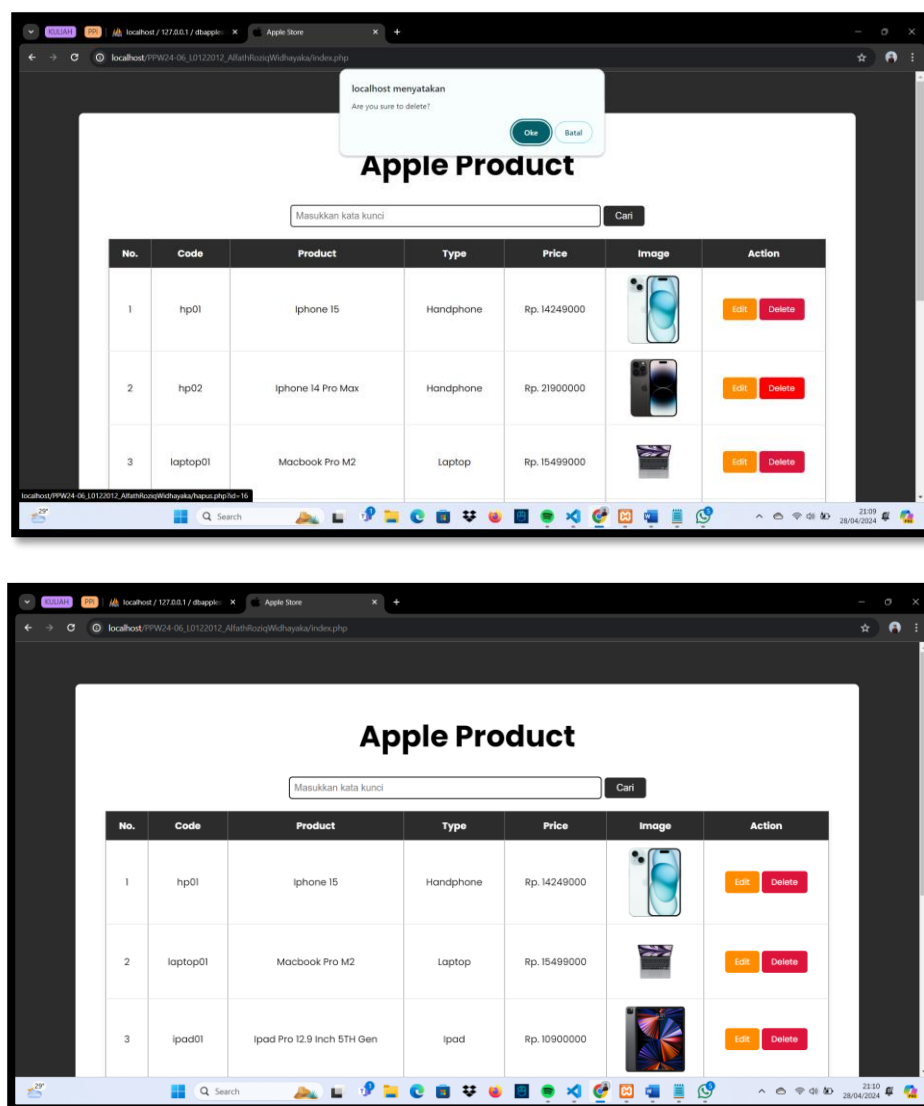 KULIAH PPl localhost / 127.0.0.1 / dbapple Apple Store
localhost/PPW24-06_L0122012_AlfathRoziqWidhayaka/index.php
localhost menyatakan
Are you sure to delete?
Oke Batal
Apple Product
Masukkan kata kunci Cari
No. Code Product Type Price Image Action
1 hp01 Iphone 15 Handphone Rp. 14249000 Edit Delete
2 hp02 Iphone 14 Pro Max Handphone Rp. 21900000 Edit Delete
3 laptop01 Macbook Pro M2 Laptop Rp. 15499000 Edit Delete
localhost/PPW24-06_L0122012_AlfathRoziqWidhayaka/hapus.php?id=16
29° Search 21:09
28/04/2024
KULIAH PPl localhost / 127.0.0.1 / dbapple Apple Store
localhost/PPW24-06_L0122012_AlfathRoziqWidhayaka/index.php
Apple Product
Masukkan kata kunci Cari
No. Code Product Type Price Image Action
1 hp01 Iphone 15 Handphone Rp. 14249000 Edit Delete
2 laptop01 Macbook Pro M2 Laptop Rp. 15499000 Edit Delete
3 ipad01 Ipad Pro 12.9 Inch 5TH Gen Ipad Rp. 10900000 Edit Delete
29° Search 21:10
28/04/2024